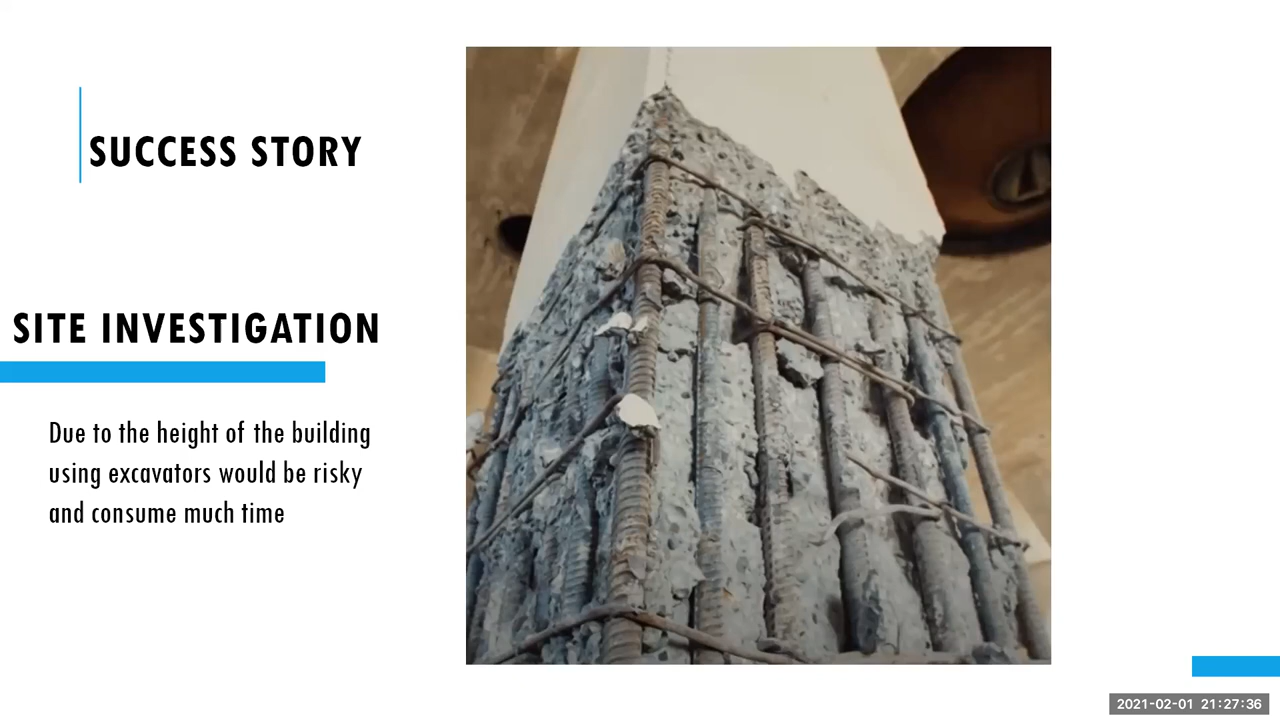 SUCCESS STORY
SITE INVESTIGATION
Due to the height of the building
using excavators would be risky
and consume much time
2021-02-01 21:27:36